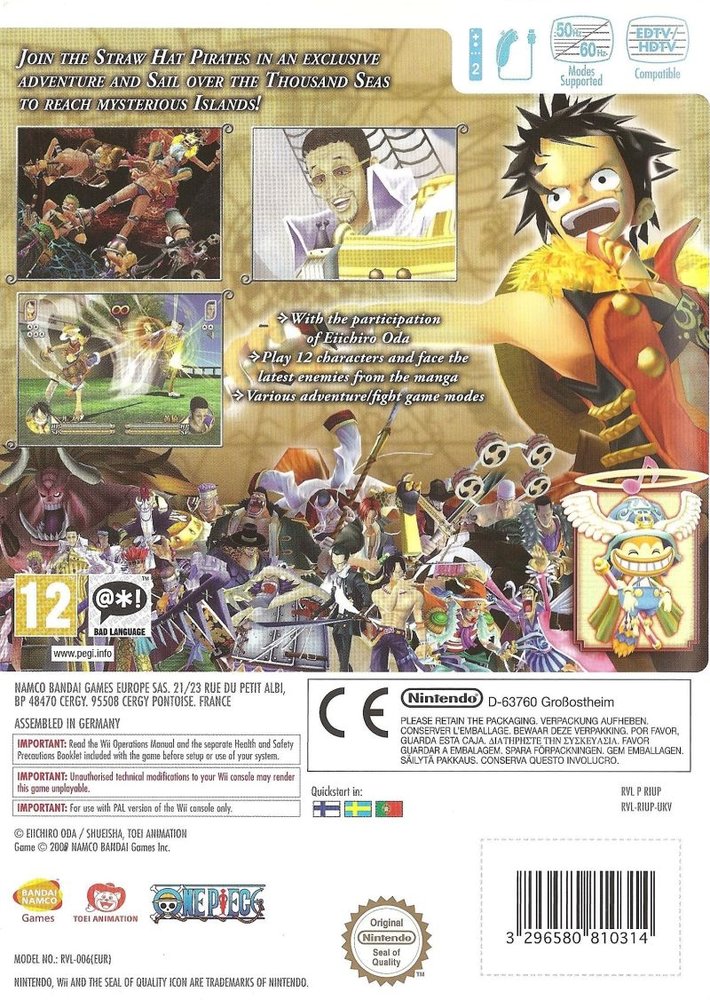 JOIN THE STRAW HAT PIRATES IN AN EXCLUSIVE
ADVENTURE AND SAIL OVER THE THOUSAND SEAS
TO REACH MYSTERIOUS ISLANDS!
2
50Hz
60Hz
Modes
Supported
EDTV/
HDTV
Compatible
→With the participation
of Eiichiro Oda
→Play 12 characters and face the
latest enemies from the manga
→Various adventure/fight game modes
12
www.pegi.info
@*!
BAD LANGUAGE
NAMCO BANDAI GAMES EUROPE SAS. 21/23 RUE DU PETIT ALBI,
BP 48470 CERGY. 95508 CERGY PONTOISE. FRANCE
ASSEMBLED IN GERMANY
IMPORTANT: Read the Wii Operations Manual and the separate Health and Safety
Precautions Booklet included with the game before setup or use of your system.
IMPORTANT: Unauthorised technical modifications to your Wii console may render
this game unplayable.
IMPORTANT: For use with PAL version of the Wii console only.
CE Nintendo D-63760 Großostheim
PLEASE RETAIN THE PACKAGING. VERPACKUNG AUFHEBEN.
CONSERVER L'EMBALLAGE. BEWAAR DEZE VERPAKKING. POR FAVOR,
GUARDA ESTA CAJA. ΔΙΑΤΗΡΗΣΤΕ ΤΗΝ ΣΥΣΚΕΥΑΣΙΑ. FAVOR
GUARDAR A EMBALAGEM. SPARA FÖRPACKNINGEN. GEM EMBALLAGEN.
SÄILYTÄ PAKKAUS. CONSERVA QUESTO INVOLUCRO.
Quickstart in:
RVL P RIUP
RVL-RIUP-UKV
© EIICHIRO ODA / SHUEISHA, TOEI ANIMATION
Game © 2009 NAMCO BANDAI Games Inc.
BANDAI
NAMCO
Games
TOEI ANIMATION
ONE PIECE
Original
Nintendo
Seal of
Quality
3 296580 810314
MODEL NO.: RVL-006(EUR)
NINTENDO, Wii AND THE SEAL OF QUALITY ICON ARE TRADEMARKS OF NINTENDO.